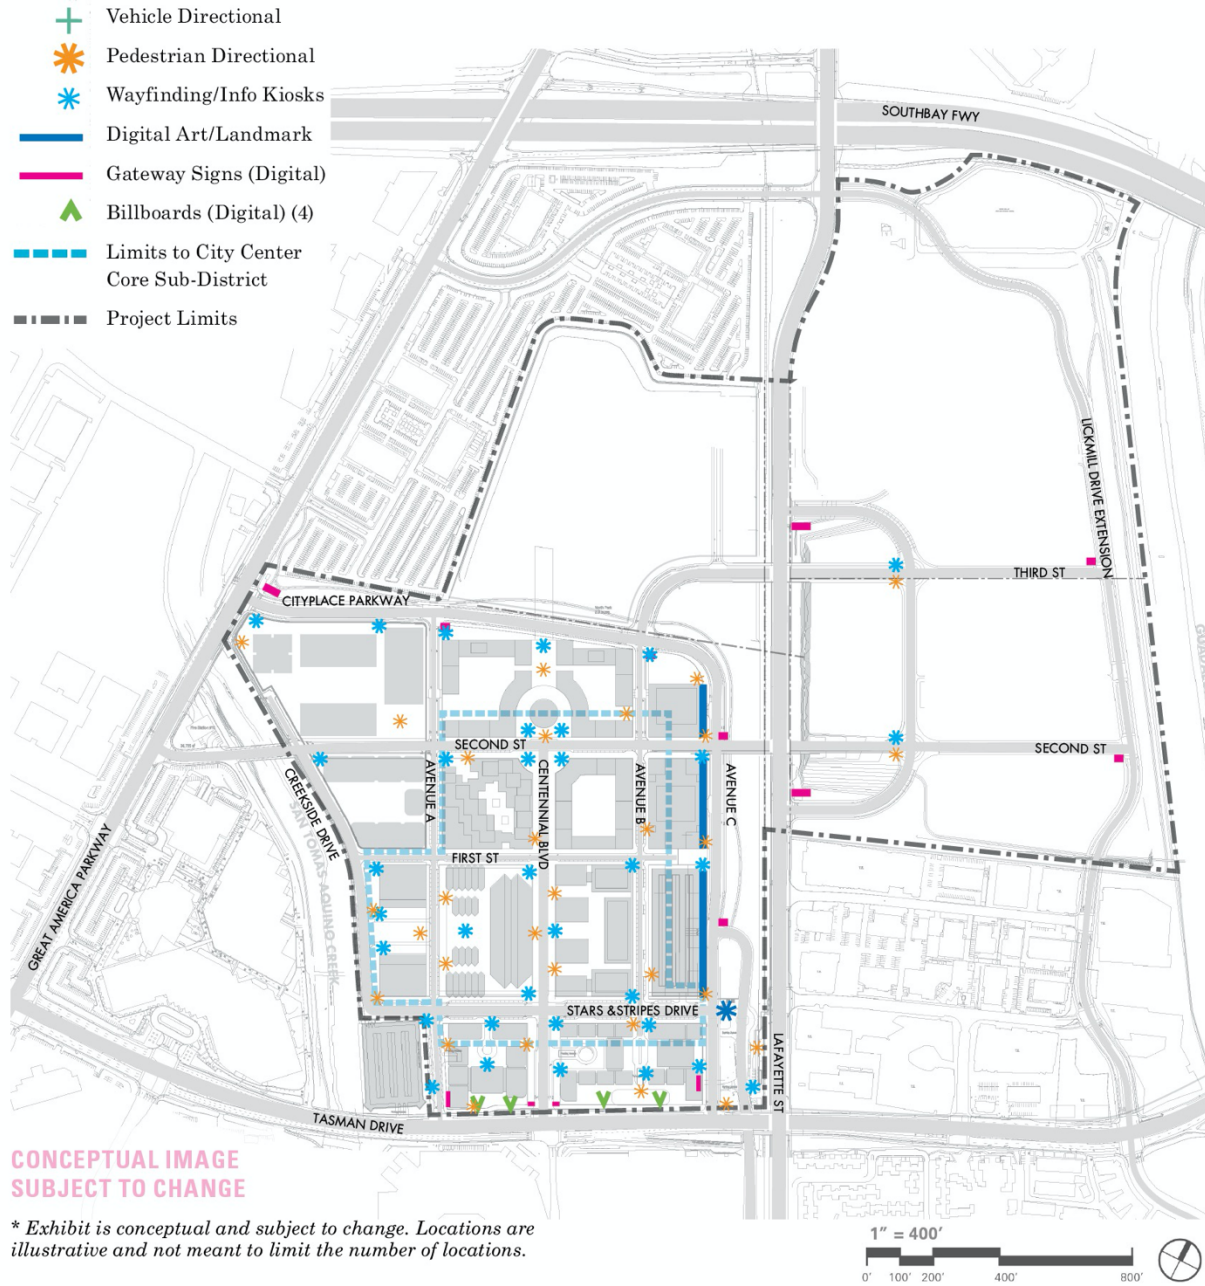 Vehicle Directional
Pedestrian Directional
Wayfinding/Info Kiosks
Digital Art/Landmark
Gateway Signs (Digital)
Billboards (Digital) (4)
Limits to City Center
Core Sub-District
Project Limits
SOUTHBAY FWY
LICKMILL DRIVE EXTENSION
THIRD ST
CITYPLACE PARKWAY
SECOND ST
SECOND ST
AVENUE A
CENTENNIAL BLVD
AVENUE B
AVENUE C
CREEKSIDE DRIVE
SAN TOMAS AQUINO CREEK
FIRST ST
GREAT AMERICA PARKWAY
STARS &STRIPES DRIVE
LAFAYETTE ST
TASMAN DRIVE
CONCEPTUAL IMAGE
SUBJECT TO CHANGE
* Exhibit is conceptual and subject to change. Locations are
illustrative and not meant to limit the number of locations.
1" = 400'
0' 100' 200' 400' 800'